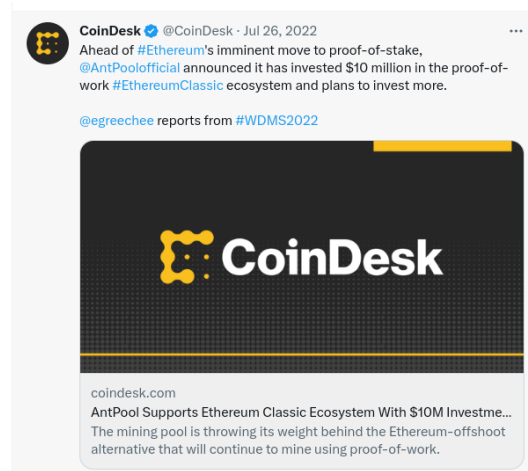 CoinDesk @CoinDesk · Jul 26, 2022
Ahead of #Ethereum's imminent move to proof-of-stake,
@AntPoolofficial announced it has invested $10 million in the proof-of-
work #EthereumClassic ecosystem and plans to invest more.
@egreechee reports from #WDMS2022
CoinDesk
coindesk.com
AntPool Supports Ethereum Classic Ecosystem With $10M Investme...
The mining pool is throwing its weight behind the Ethereum-offshoot
alternative that will continue to mine using proof-of-work.